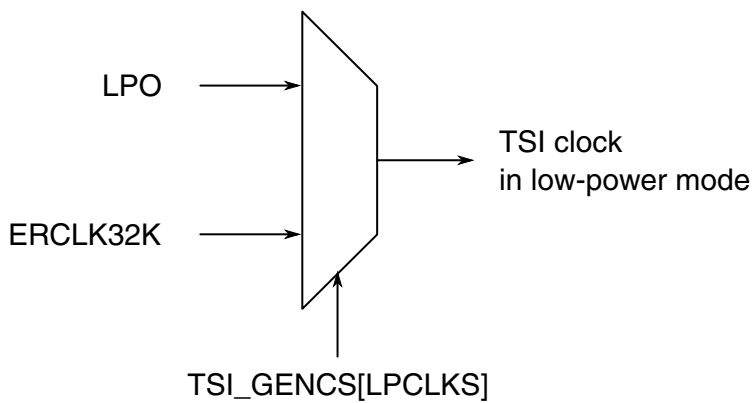 LPO
TSI clock
in low-power mode
ERCLK32K
TSI_GENCS[LPCLKS]